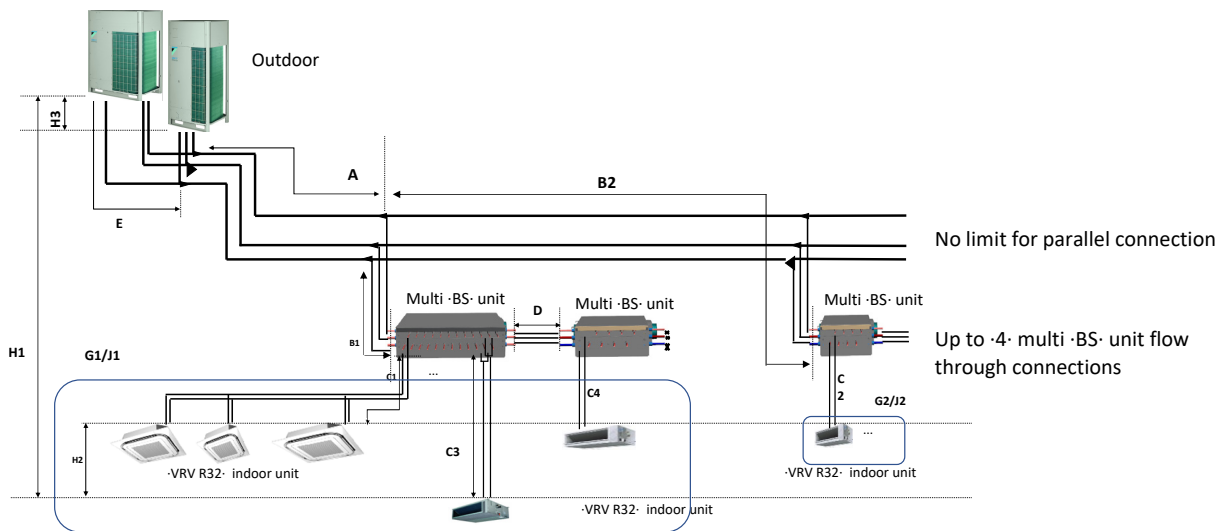 Outdoor
H3
A
B2
E
No limit for parallel connection
Multi ·BS· unit
D
Multi ·BS· unit
Multi ·BS· unit
H1
G1/J1
B1
Up to ·4· multi ·BS· unit flow
through connections
C1
...
C4
C
2
G2/J2
H2
C3
...
·VRV R32· indoor unit
·VRV R32· indoor unit
·VRV R32· indoor unit